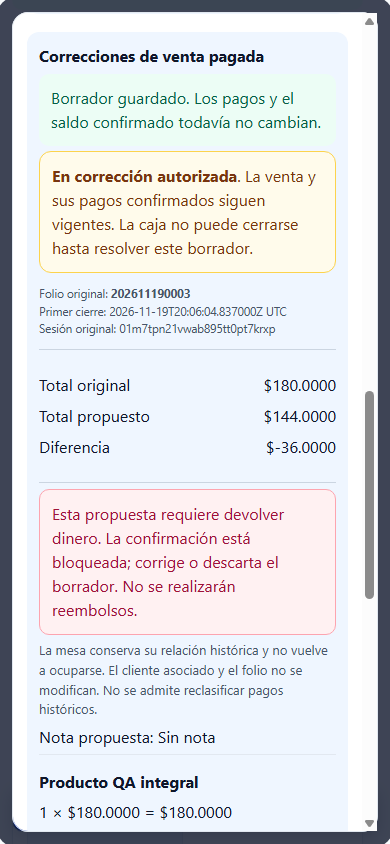 Correcciones de venta pagada
Borrador guardado. Los pagos y el
saldo confirmado todavía no cambian.
En corrección autorizada. La venta y
sus pagos confirmados siguen
vigentes. La caja no puede cerrarse
hasta resolver este borrador.
Folio original: 202611190003
Primer cierre: 2026-11-19T20:06:04.837000Z UTC
Sesión original: 01m7tpn21vwab895tt0pt7krxp
Total original $180.0000
Total propuesto $144.0000
Diferencia $-36.0000
Esta propuesta requiere devolver
dinero. La confirmación está
bloqueada; corrige o descarta el
borrador. No se realizarán
reembolsos.
La mesa conserva su relación histórica y no vuelve
a ocuparse. El cliente asociado y el folio no se
modifican. No se admite reclasificar pagos
históricos.
Nota propuesta: Sin nota
Producto QA integral
1 × $180.0000 = $180.0000